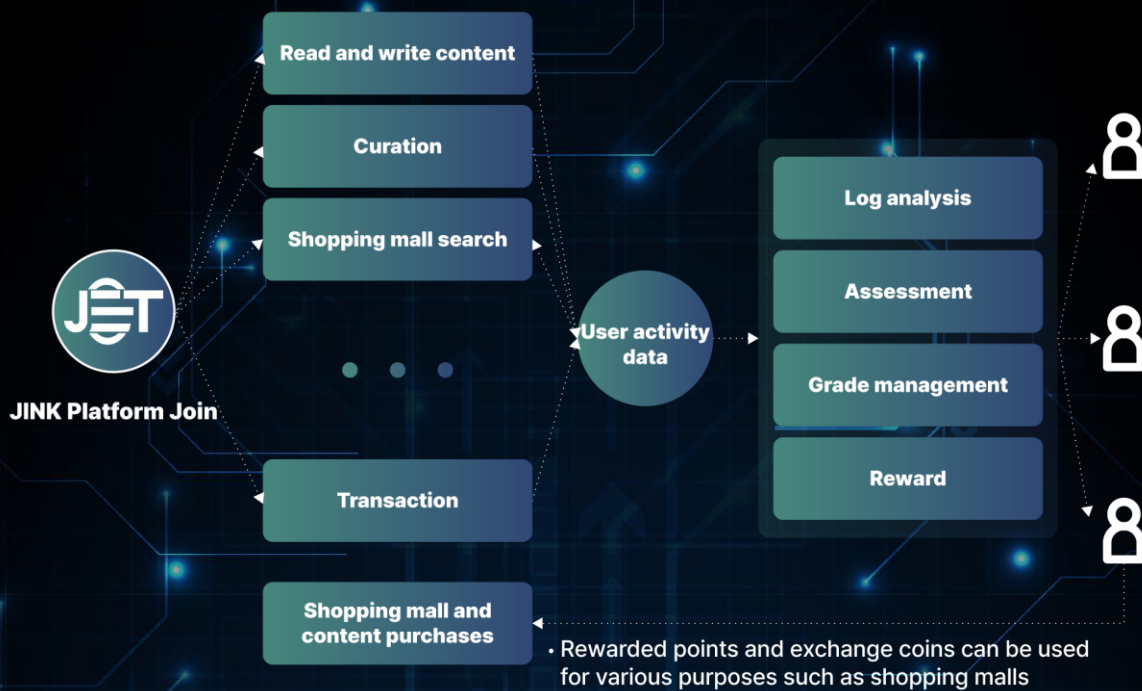 Read and write content
Curation
Shopping mall search
JET
JINK Platform Join
Transaction
Shopping mall and
content purchases
User activity
data
Log analysis
Assessment
Grade management
Reward
· Rewarded points and exchange coins can be used
for various purposes such as shopping malls